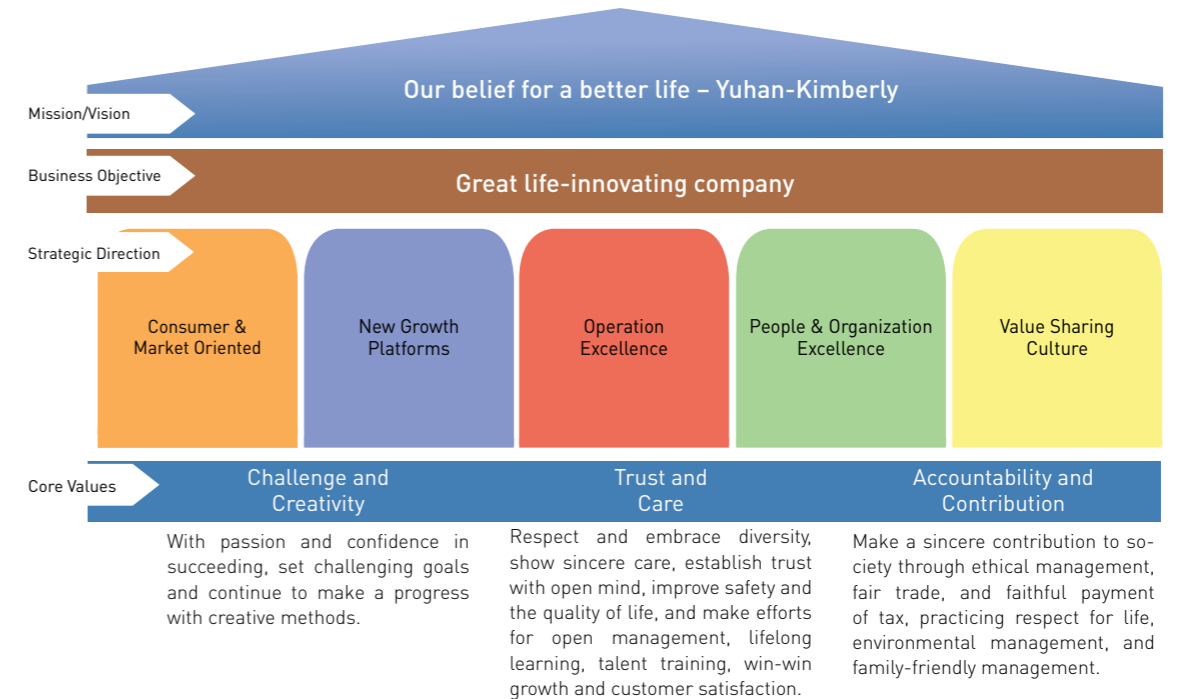 Our belief for a better life – Yuhan-Kimberly
Mission/Vision
Business Objective
Great life-innovating company
Strategic Direction
Consumer &
Market Oriented
New Growth
Platforms
Operation
Excellence
People & Organization
Excellence
Value Sharing
Culture
Core Values
Challenge and
Creativity
Trust and
Care
Accountability and
Contribution
With passion and confidence in
succeeding, set challenging goals
and continue to make a progress
with creative methods.
Respect and embrace diversity,
show sincere care, establish trust
with open mind, improve safety and
the quality of life, and make efforts
for open management, lifelong
learning, talent training, win-win
growth and customer satisfaction.
Make a sincere contribution to so-
ciety through ethical management,
fair trade, and faithful payment
of tax, practicing respect for life,
environmental management, and
family-friendly management.